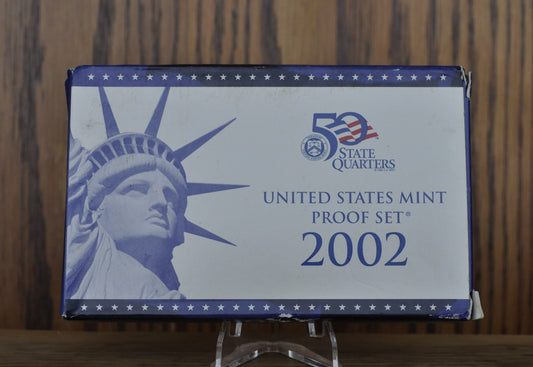 50
STATE
QUARTERS
UNITED STATES MINT
PROOF SET®
2002